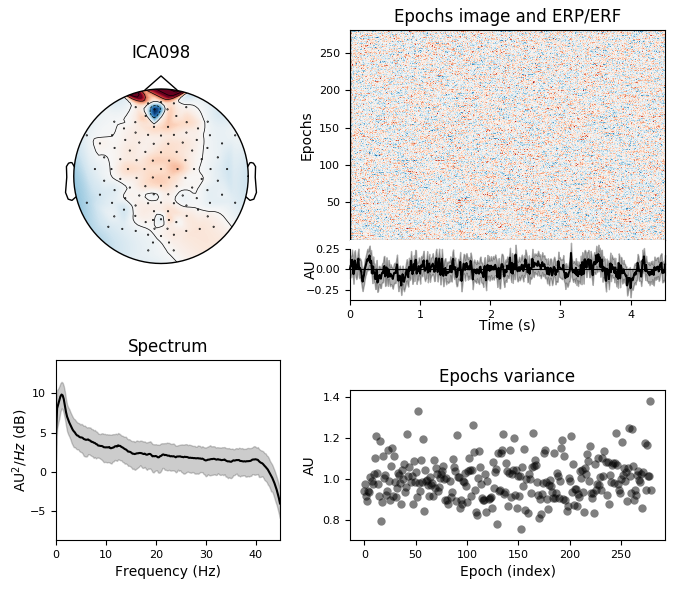 ICA098
Epochs image and ERP/ERF
Epochs
250
200
150
100
50
AU
0.25
0.00
−0.25
0
1
2
3
4
Time (s)
Spectrum
AU²/Hz (dB)
10
5
0
−5
0
10
20
30
40
Frequency (Hz)
Epochs variance
AU
1.4
1.2
1.0
0.8
0
50
100
150
200
250
Epoch (index)